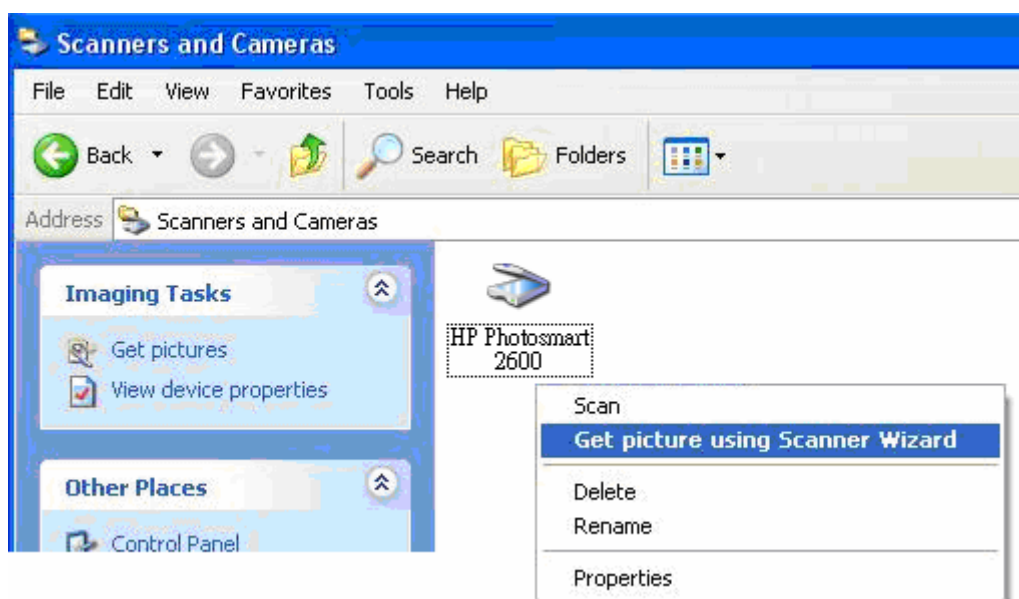 Scanners and Cameras
File Edit View Favorites Tools Help
Back Search Folders
Address Scanners and Cameras
Imaging Tasks
Get pictures
View device properties
Other Places
Control Panel
HP Photosmart
2600
Scan
Get picture using Scanner Wizard
Delete
Rename
Properties